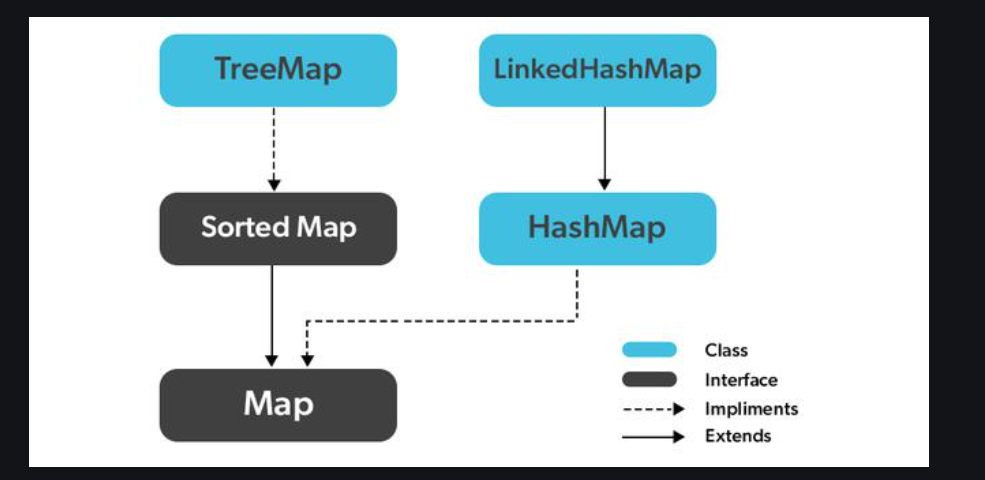 TreeMap
LinkedHashMap
Sorted Map
HashMap
Map
Class
Interface
Impliments
Extends